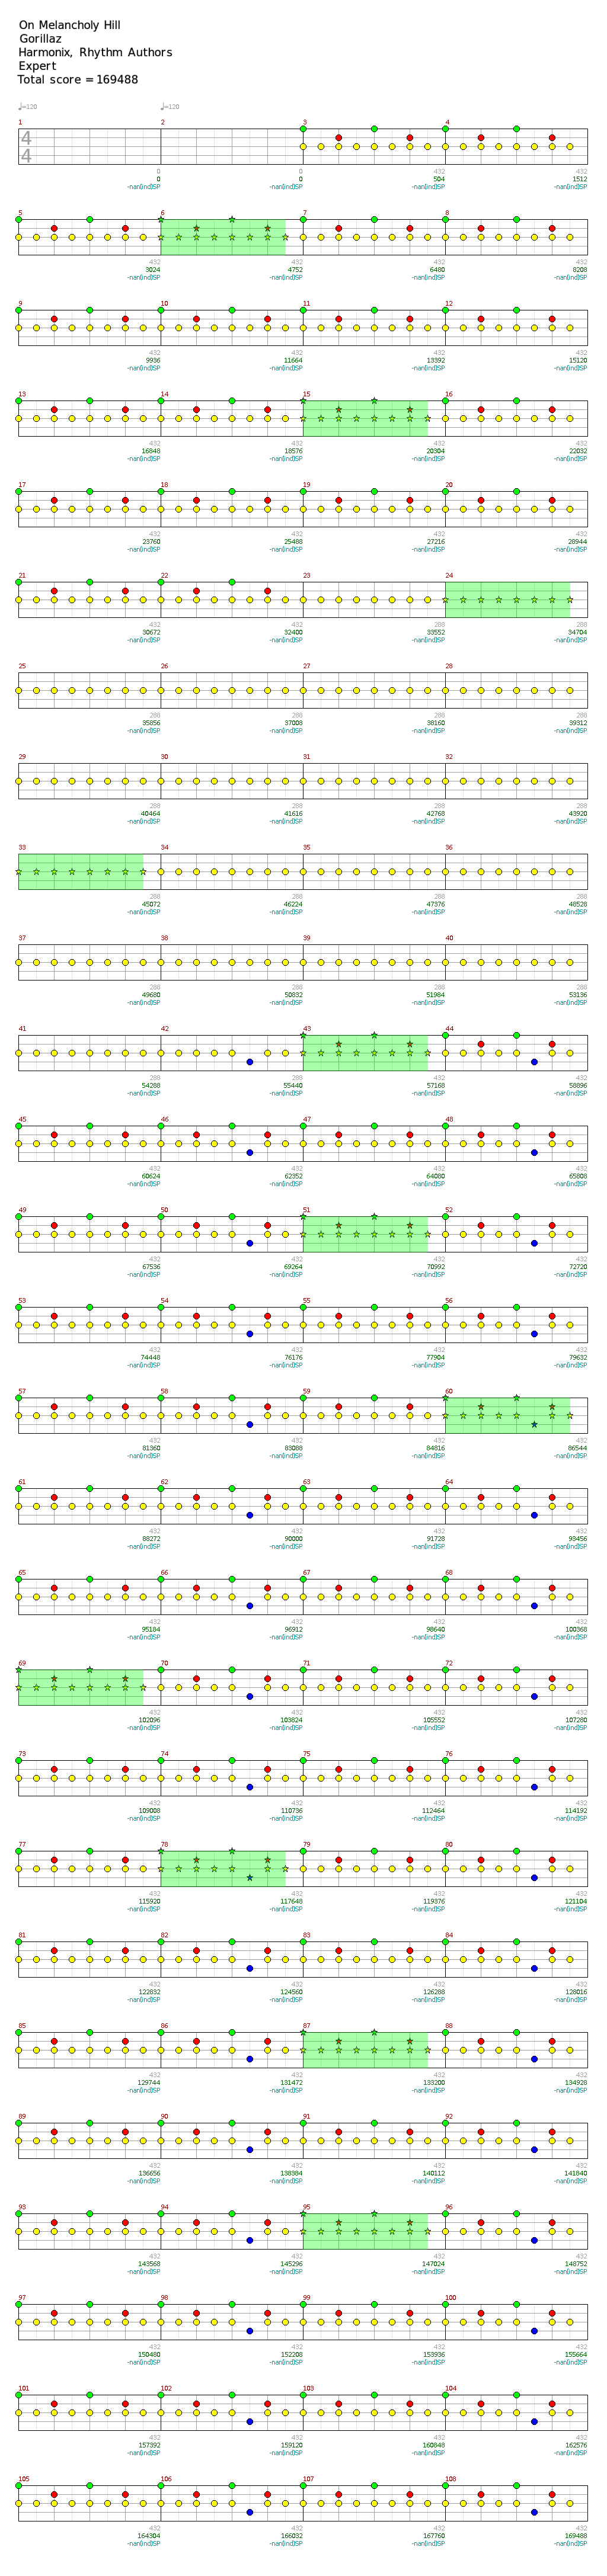 On Melancholy Hill
Gorillaz
Harmonix, Rhythm Authors
Expert
Total score = 169488
♩=120 ♩=120
1 2 3 4
4
4
0 0 432 432
0 0 504 1512
-nan(ind)SP -nan(ind)SP -nan(ind)SP -nan(ind)SP
5 6 7 8
432 432 432 432
3024 4752 6480 8208
-nan(ind)SP -nan(ind)SP -nan(ind)SP -nan(ind)SP
9 10 11 12
432 432 432 432
9936 11664 13392 15120
-nan(ind)SP -nan(ind)SP -nan(ind)SP -nan(ind)SP
13 14 15 16
432 432 432 432
16848 18576 20304 22032
-nan(ind)SP -nan(ind)SP -nan(ind)SP -nan(ind)SP
17 18 19 20
432 432 432 432
23760 25488 27216 28944
-nan(ind)SP -nan(ind)SP -nan(ind)SP -nan(ind)SP
21 22 23 24
432 432 288 288
30672 32400 33552 34704
-nan(ind)SP -nan(ind)SP -nan(ind)SP -nan(ind)SP
25 26 27 28
288 288 288 288
35856 37008 38160 39312
-nan(ind)SP -nan(ind)SP -nan(ind)SP -nan(ind)SP
29 30 31 32
288 288 288 288
40464 41616 42768 43920
-nan(ind)SP -nan(ind)SP -nan(ind)SP -nan(ind)SP
33 34 35 36
288 288 288 288
45072 46224 47376 48528
-nan(ind)SP -nan(ind)SP -nan(ind)SP -nan(ind)SP
37 38 39 40
288 288 288 288
49680 50832 51984 53136
-nan(ind)SP -nan(ind)SP -nan(ind)SP -nan(ind)SP
41 42 43 44
288 288 432 432
54288 55440 57168 58896
-nan(ind)SP -nan(ind)SP -nan(ind)SP -nan(ind)SP
45 46 47 48
432 432 432 432
60624 62352 64080 65808
-nan(ind)SP -nan(ind)SP -nan(ind)SP -nan(ind)SP
49 50 51 52
432 432 432 432
67536 69264 70992 72720
-nan(ind)SP -nan(ind)SP -nan(ind)SP -nan(ind)SP
53 54 55 56
432 432 432 432
74448 76176 77904 79632
-nan(ind)SP -nan(ind)SP -nan(ind)SP -nan(ind)SP
57 58 59 60
432 432 432 432
81360 83088 84816 86544
-nan(ind)SP -nan(ind)SP -nan(ind)SP -nan(ind)SP
61 62 63 64
432 432 432 432
88272 90000 91728 93456
-nan(ind)SP -nan(ind)SP -nan(ind)SP -nan(ind)SP
65 66 67 68
432 432 432 432
95184 96912 98640 100368
-nan(ind)SP -nan(ind)SP -nan(ind)SP -nan(ind)SP
69 70 71 72
432 432 432 432
102096 103824 105552 107280
-nan(ind)SP -nan(ind)SP -nan(ind)SP -nan(ind)SP
73 74 75 76
432 432 432 432
109008 110736 112464 114192
-nan(ind)SP -nan(ind)SP -nan(ind)SP -nan(ind)SP
77 78 79 80
432 432 432 432
115920 117648 119376 121104
-nan(ind)SP -nan(ind)SP -nan(ind)SP -nan(ind)SP
81 82 83 84
432 432 432 432
122832 124560 126288 128016
-nan(ind)SP -nan(ind)SP -nan(ind)SP -nan(ind)SP
85 86 87 88
432 432 432 432
129744 131472 133200 134928
-nan(ind)SP -nan(ind)SP -nan(ind)SP -nan(ind)SP
89 90 91 92
432 432 432 432
136656 138384 140112 141840
-nan(ind)SP -nan(ind)SP -nan(ind)SP -nan(ind)SP
93 94 95 96
432 432 432 432
143568 145296 147024 148752
-nan(ind)SP -nan(ind)SP -nan(ind)SP -nan(ind)SP
97 98 99 100
432 432 432 432
150480 152208 153936 155664
-nan(ind)SP -nan(ind)SP -nan(ind)SP -nan(ind)SP
101 102 103 104
432 432 432 432
157392 159120 160848 162576
-nan(ind)SP -nan(ind)SP -nan(ind)SP -nan(ind)SP
105 106 107 108
432 432 432 432
164304 166032 167760 169488
-nan(ind)SP -nan(ind)SP -nan(ind)SP -nan(ind)SP